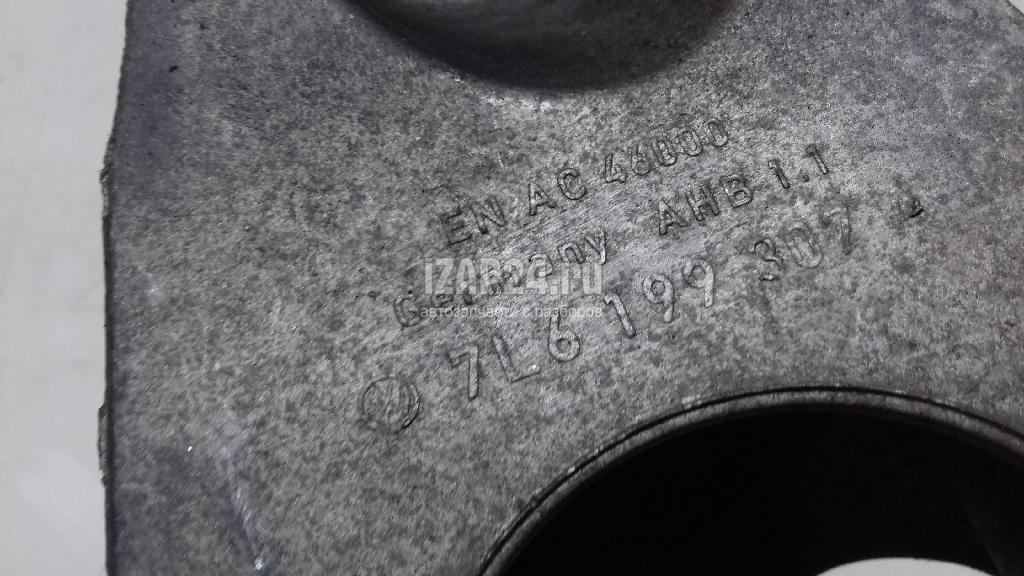 EN AC 46000
Germany AHB 1.1
IZAP24.ru
автозапчасти с разборов
7L6 199 307